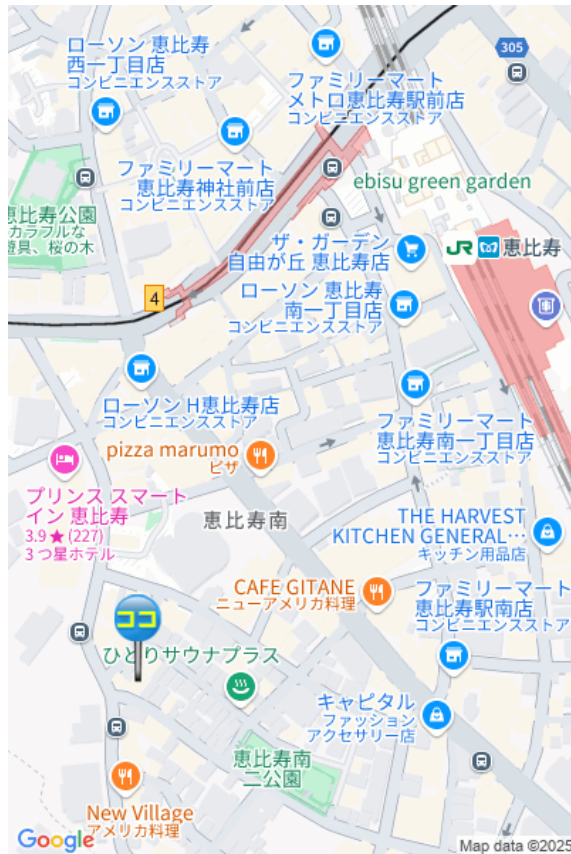 ローソン 恵比寿
西一丁目店
コンビニエンスストア
305
ファミリーマート
メトロ恵比寿駅前店
コンビニエンスストア
ファミリーマート
恵比寿神社前店
コンビニエンスストア
ebisu green garden
恵比寿公園
カラフルな
遊具、桜の木
ザ・ガーデン
自由が丘 恵比寿店
JR 恵比寿
4
ローソン 恵比寿
南一丁目店
コンビニエンスストア
ローソン H恵比寿店
コンビニエンスストア
ファミリーマート
恵比寿南一丁目店
コンビニエンスストア
pizza marumo
ピザ
プリンス スマート
イン 恵比寿
3.9★(227)
3 つ星ホテル
恵比寿南
THE HARVEST
KITCHEN GENERAL…
キッチン用品店
CAFE GITANE
ニューアメリカ料理
ファミリーマート
恵比寿駅南店
コンビニエンスストア
ココ
ひとりサウナプラス
キャピタル
ファッション
アクセサリー店
恵比寿南
二公園
New Village
アメリカ料理
Google
Map data ©2025